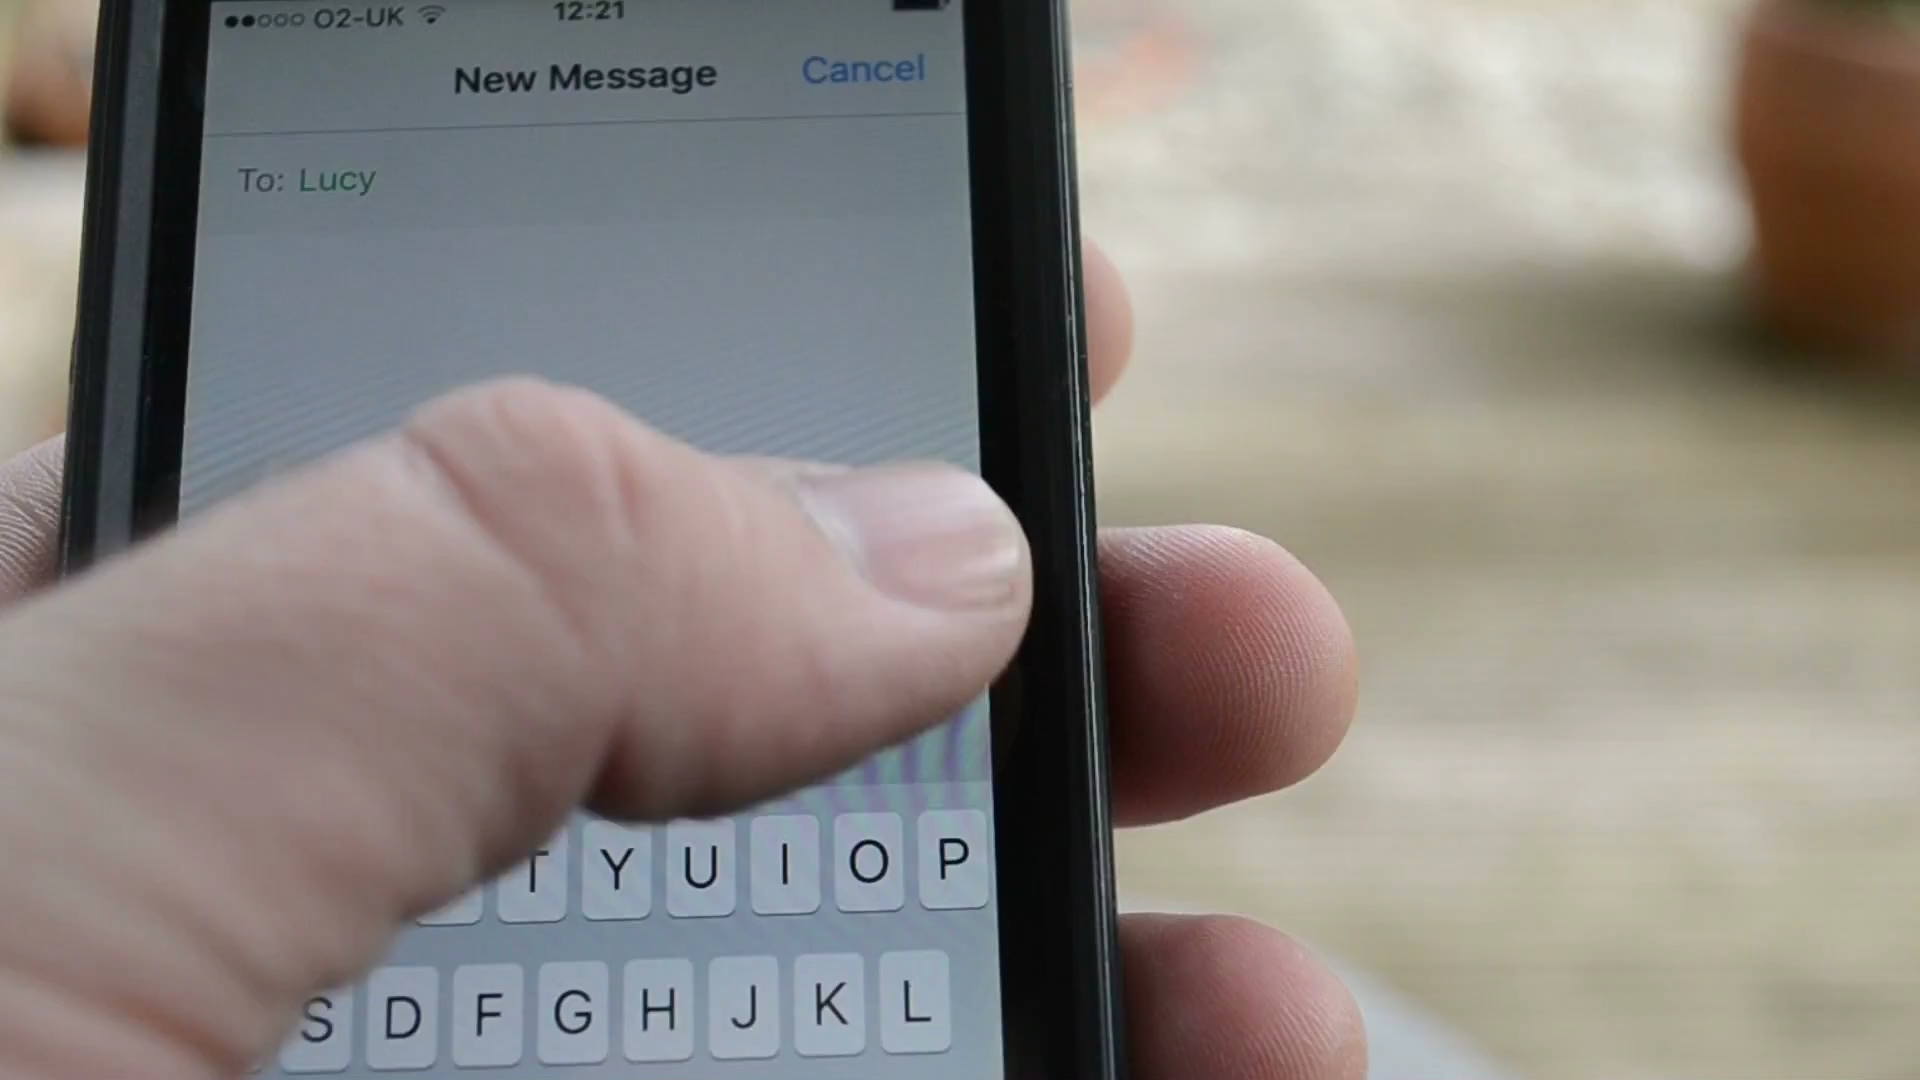 O2-UK 12:21
New Message Cancel
To: Lucy
T Y U I O P
S D F G H J K L